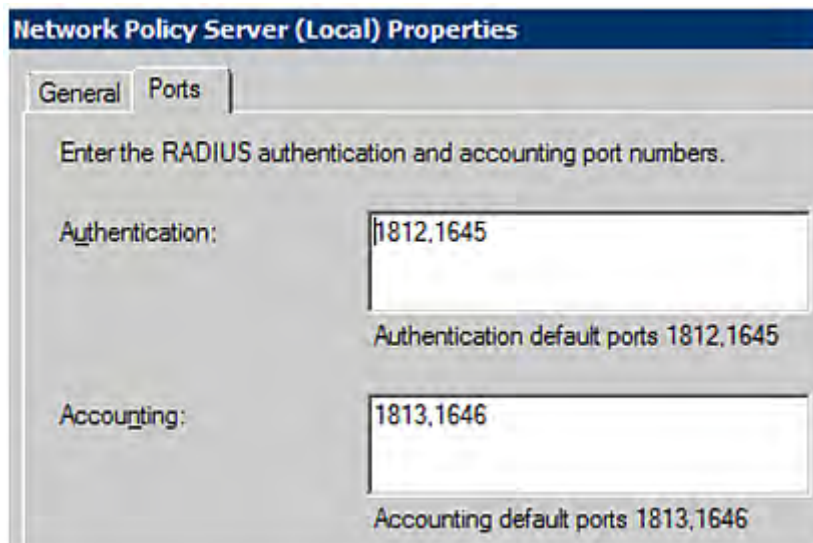 Network Policy Server (Local) Properties
General Ports
Enter the RADIUS authentication and accounting port numbers.
Authentication: 1812,1645
Authentication default ports 1812,1645
Accounting: 1813,1646
Accounting default ports 1813,1646